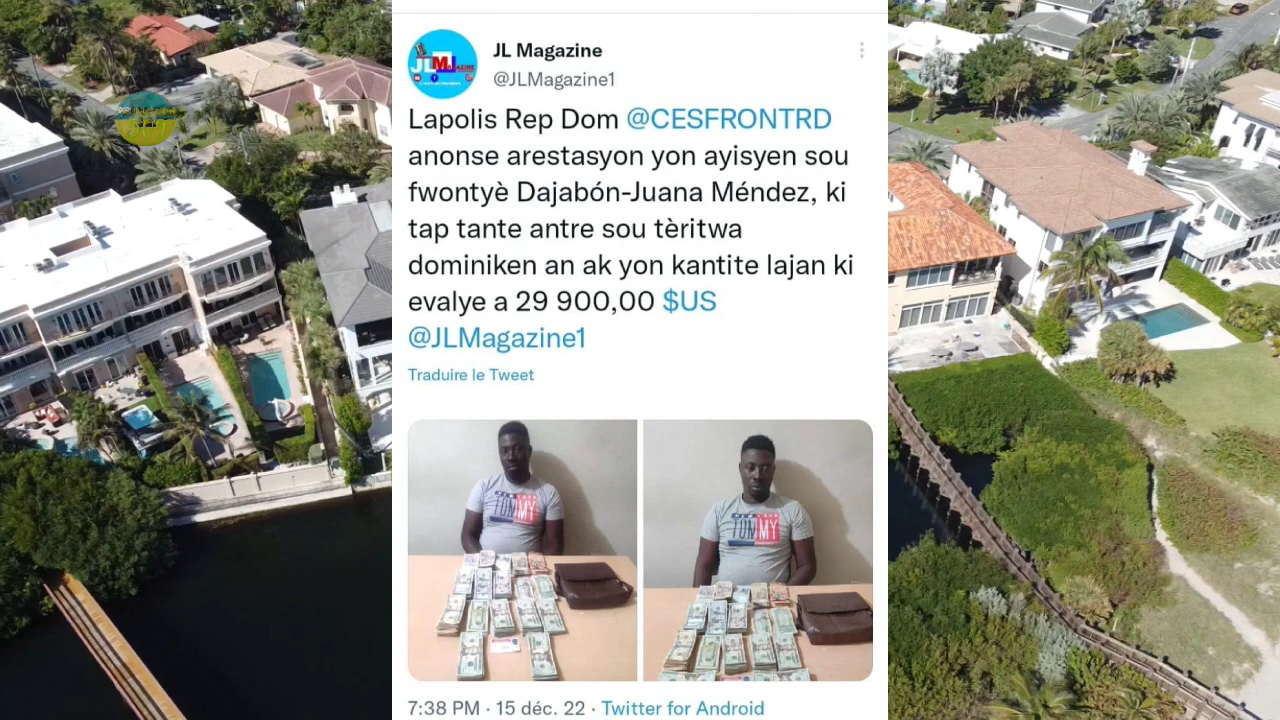 JL Magazine
@JLMagazine1
Lapolis Rep Dom @CESFRONTRD
anonse arestasyon yon ayisyen sou
fwontyè Dajabón-Juana Méndez, ki
tap tante antre sou tèritwa
dominiken an ak yon kantite lajan ki
evalye a 29 900,00 $US
@JLMagazine1
Traduire le Tweet
TOMMY
TOMMY
7:38 PM · 15 déc. 22 · Twitter for Android